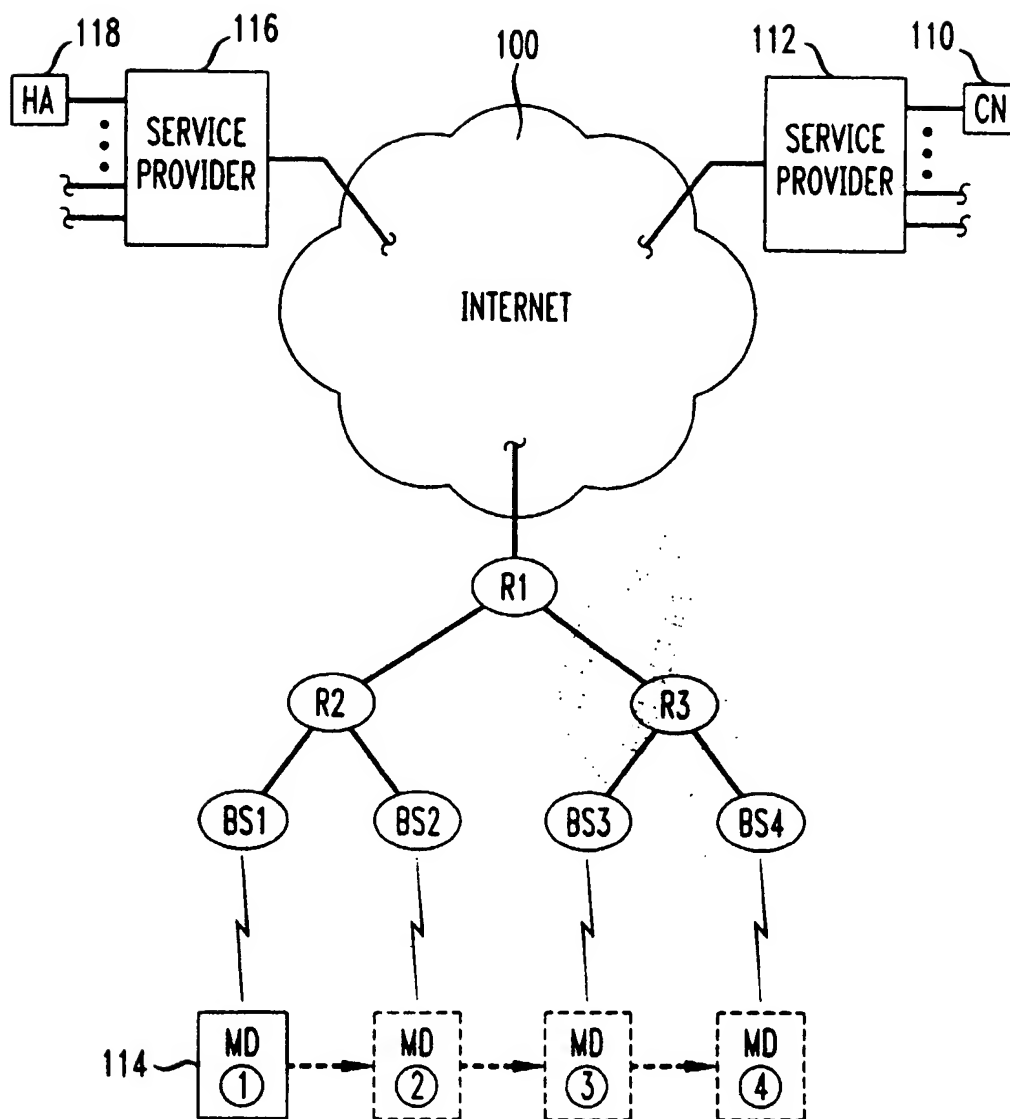 118
116
100
112
110
HA
SERVICE
PROVIDER
SERVICE
PROVIDER
CN
INTERNET
R1
R2
R3
BS1
BS2
BS3
BS4
114
MD
1
MD
2
MD
3
MD
4